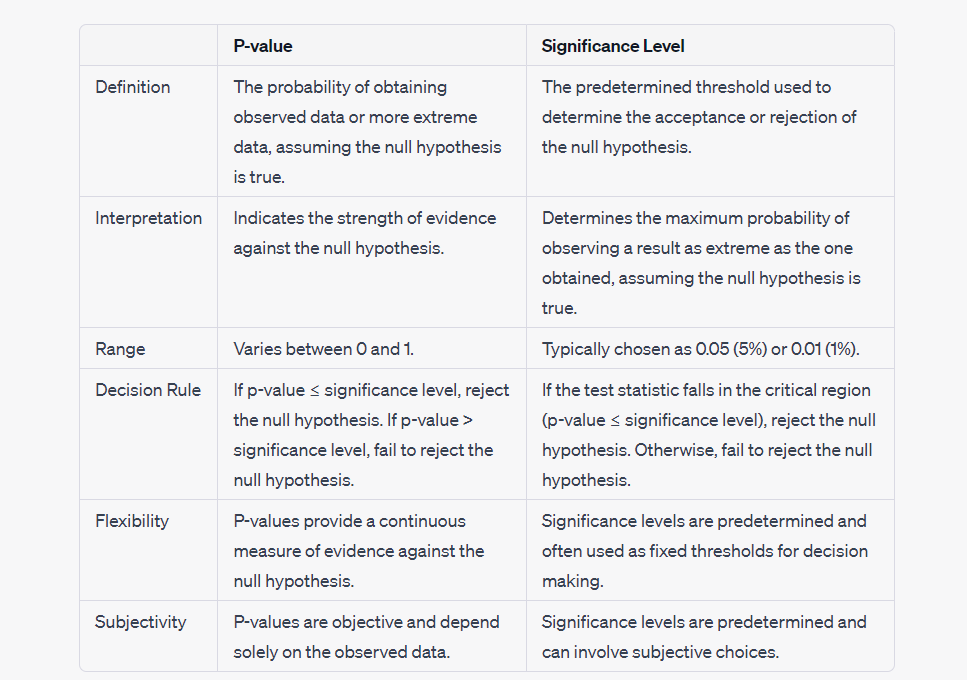 P-value
Significance Level
Definition
The probability of obtaining
observed data or more extreme
data, assuming the null hypothesis
is true.
The predetermined threshold used to
determine the acceptance or rejection of
the null hypothesis.
Interpretation
Indicates the strength of evidence
against the null hypothesis.
Determines the maximum probability of
observing a result as extreme as the one
obtained, assuming the null hypothesis is
true.
Range
Varies between 0 and 1.
Typically chosen as 0.05 (5%) or 0.01 (1%).
Decision Rule
If p-value ≤ significance level, reject
the null hypothesis. If p-value >
significance level, fail to reject the
null hypothesis.
If the test statistic falls in the critical region
(p-value ≤ significance level), reject the null
hypothesis. Otherwise, fail to reject the null
hypothesis.
Flexibility
P-values provide a continuous
measure of evidence against the
null hypothesis.
Significance levels are predetermined and
often used as fixed thresholds for decision
making.
Subjectivity
P-values are objective and depend
solely on the observed data.
Significance levels are predetermined and
can involve subjective choices.